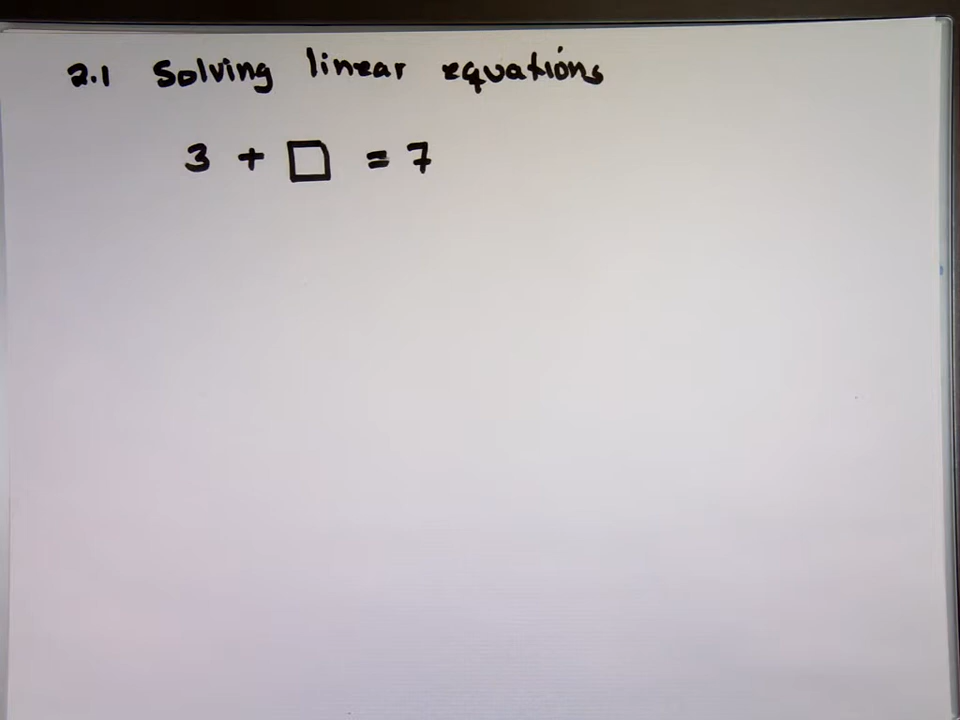 2.1 Solving linear equations
3 + □ = 7